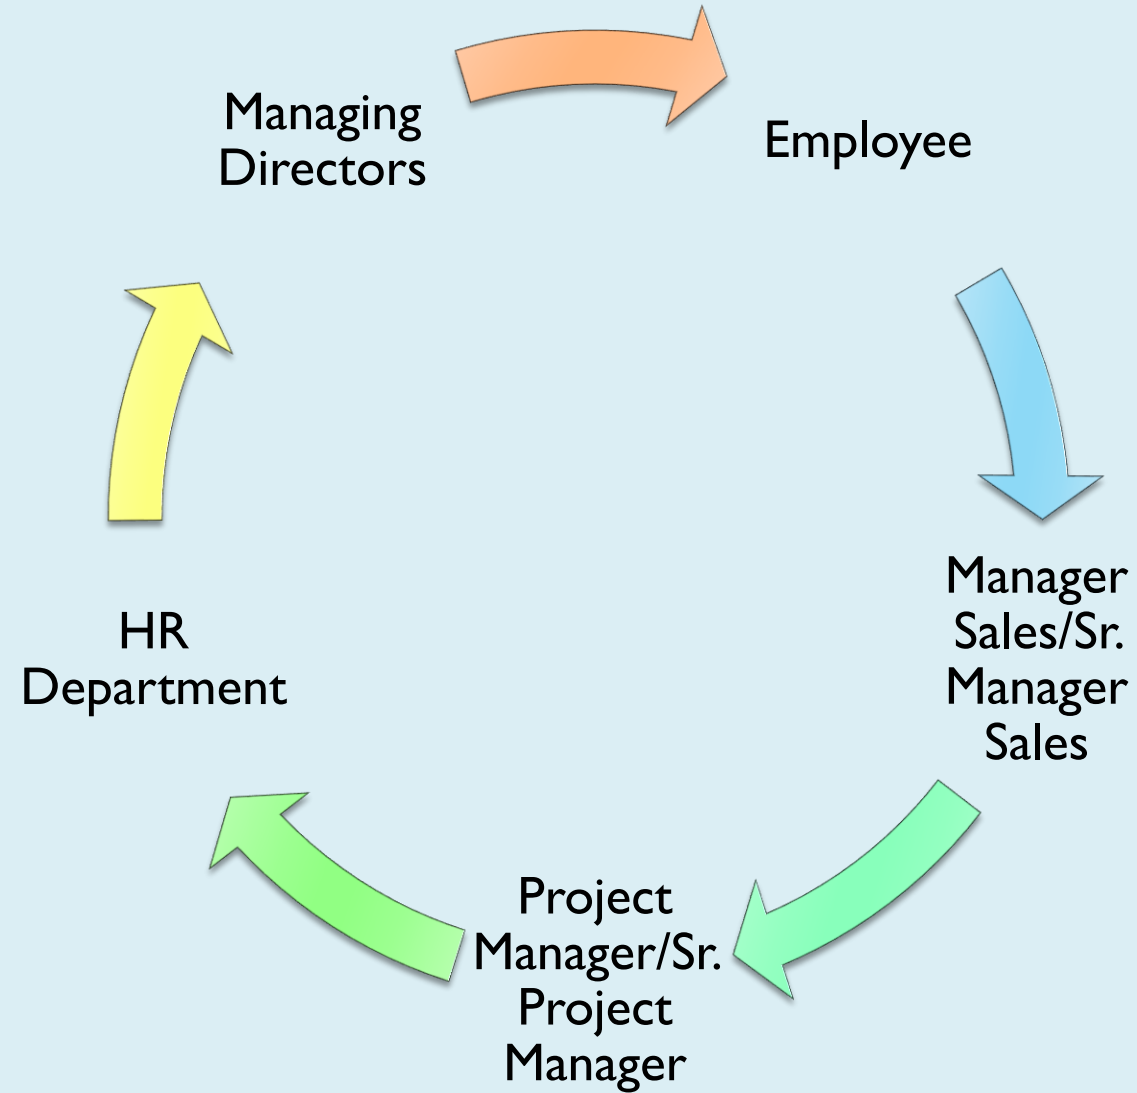 Managing
Directors
Employee
Manager
Sales/Sr.
Manager
Sales
Project
Manager/Sr.
Project
Manager
HR
Department